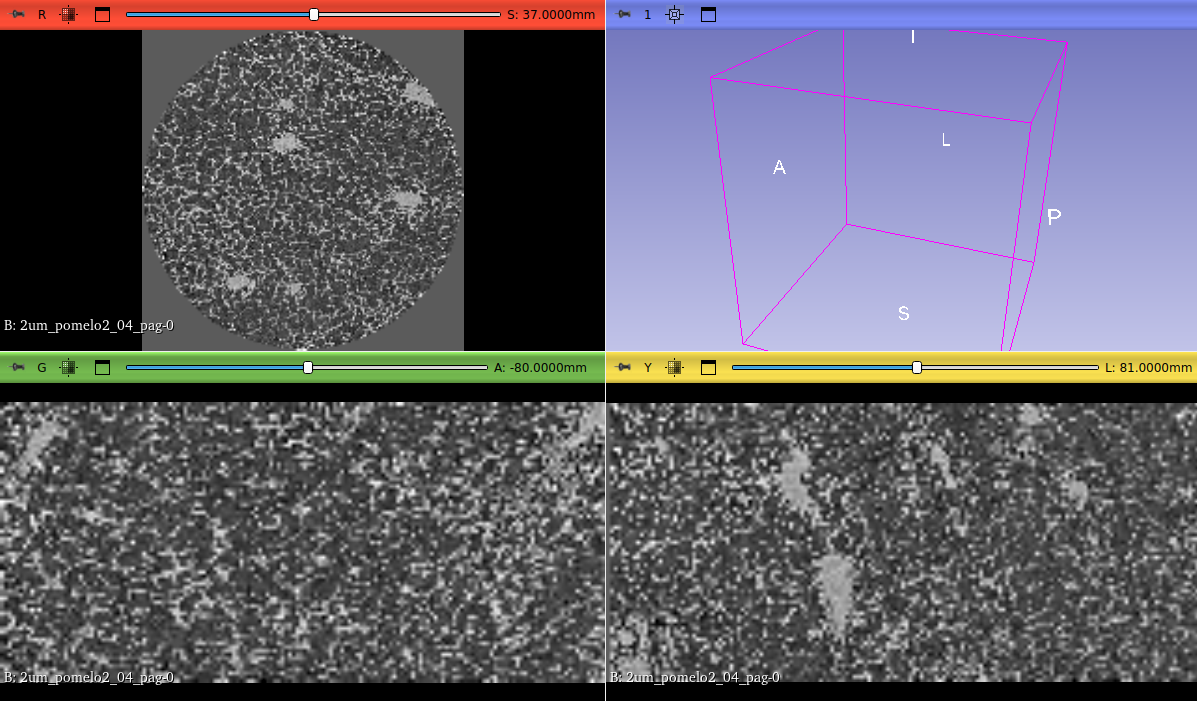 R
S: 37.0000mm
1
I
L
A
P
S
B: 2um_pomelo2_04_pag-0
G
A: -80.0000mm
Y
L: 81.0000mm
B: 2um_pomelo2_04_pag-0
B: 2um_pomelo2_04_pag-0